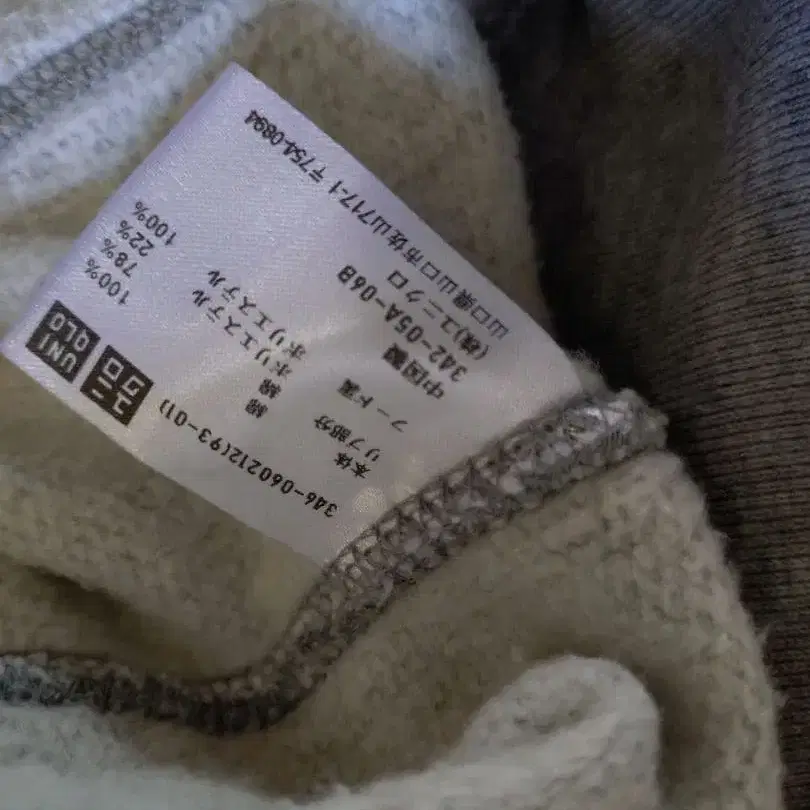 UNI
QLO
ユニ
クロ
346-060212(93-01)
本体 綿 100%
リブ部分 綿 78%
ポリエステル 22%
フード裏 ポリエステル 100%
中国製
342-05A-06B
(株)ユニクロ
山口県山口市佐山717-1 〒754-0894